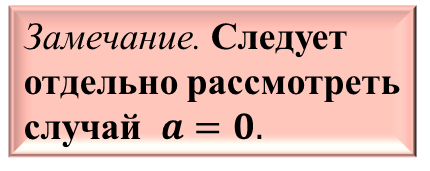 Замечание. Следует
отдельно рассмотреть
случай a = 0.